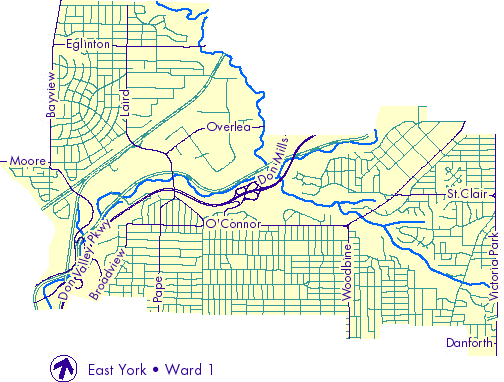 Eglinton
Bayview
Laird
Overlea
Don Mills
Moore
St.Clair
O'Connor
Don Valley Pkwy
Broadview
Pape
Woodbine
Victoria Park
Danforth
East York • Ward 1